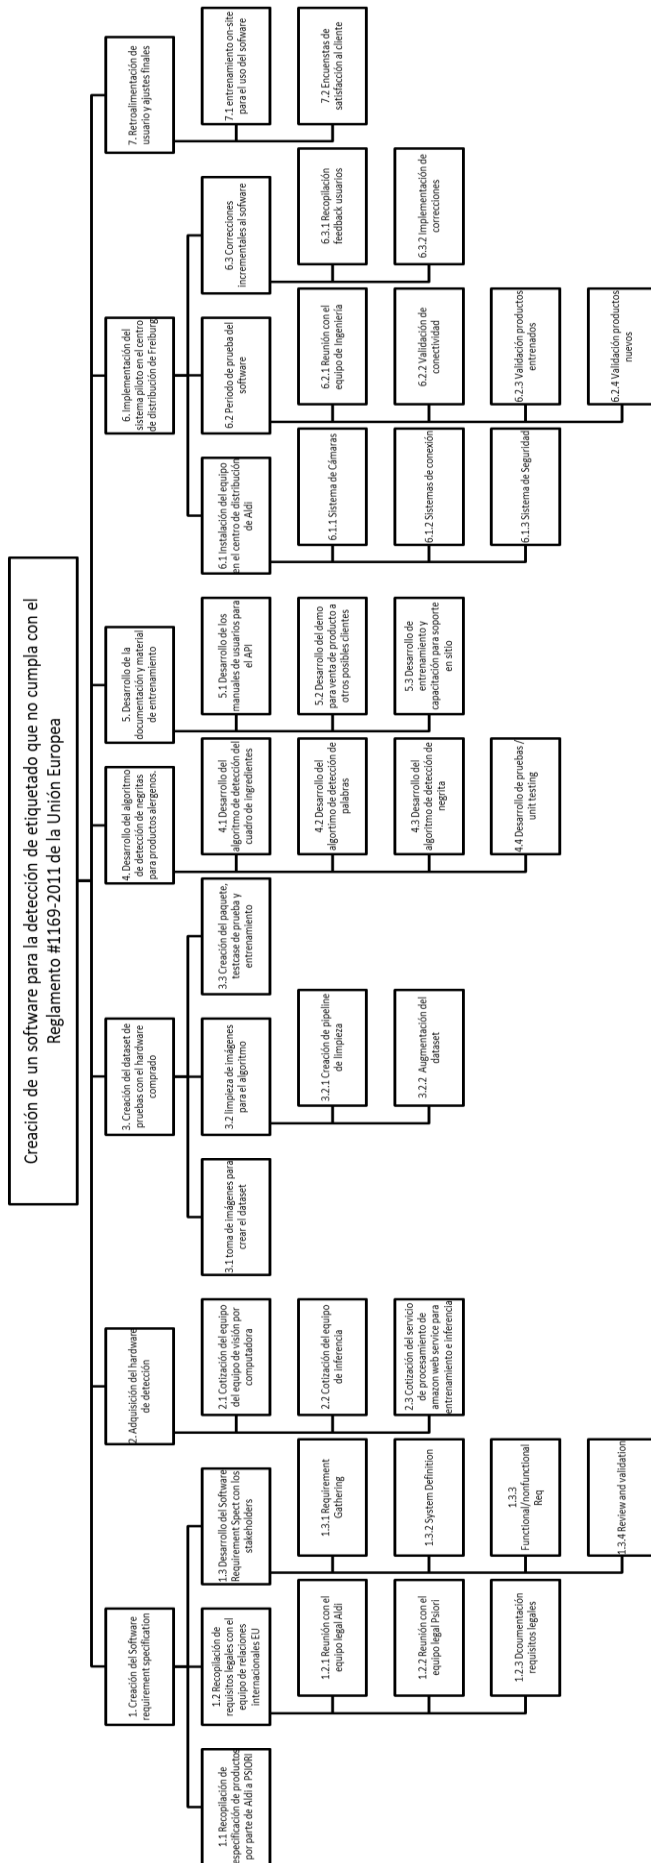 Creación de un software para la detección de etiquetado que no cumpla con el
Reglamento #1169-2011 de la Unión Europea
1. Creación del Software
requirement specification
1.1 Recopilación de
especificación de productos
por parte de Aldi a PSIORI
1.2 Recopilación de
requisitos legales con el
equipo de relaciones
internacionales EU
1.2.1 Reunión con el
equipo legal Aldi
1.2.2 Reunión con el
equipo legal Psiori
1.2.3 Dcoumentación
requisitos legales
1.3 Desarrollo del Software
Requirement Spect con los
stakeholders
1.3.1 Requirement
Gathering
1.3.2 System Definition
1.3.3
Functional/nonfunctional
Req
1.3.4 Review and validation
2. Adquisición del hardware
de detección
2.1 Cotización del equipo
del equipo de visión por
computadora
2.2 Cotización del equipo
de inferencia
2.3 Cotización del servicio
de procesamiento de
amazon web service para
entrenamiento e inferencia
3. Creación del dataset de
pruebas con el hardware
comprado
3.1 toma de imágenes para
crear el dataset
3.2 limpieza de imágenes
para el algoritmo
3.2.1 Creación de pipeline
de limpieza
3.2.2 Augmentación del
dataset
3.3 Creación del paquete,
testcase de prueba y
entrenamiento
4. Desarrollo del algoritmo
de detección de negritas
para productos alergenos.
4.1 Desarrollo del
algoritmo de detección del
cuadro de ingredientes
4.2 Desarrollo del
algortimo de detección de
palabras
4.3 Desarrollo del
algoritmo de detección de
negrita
4.4 Desarrollo de pruebas /
unit testing
5. Desarrollo de la
documentación y material
de entrenamiento
5.1 Desarrollo de los
manuales de usuarios para
el API
5.2 Desarrollo del demo
para venta de producto a
otros posibles clientes
5.3 Desarrollo de
entrenamiento y
capacitación para soporte
en sitio
6. Implementación del
sistema piloto en el centro
de distribución de Freiburg
6.1 Instalación del equipo
en el centro de distribución
de Aldi
6.1.1 Sistema de Cámaras
6.1.2 Sistemas de conexión
6.1.3 Sistema de Seguridad
6.2 Periodo de prueba del
software
6.2.1 Reunión con el
equipo de Ingeniería
6.2.2 Validación de
conectividad
6.2.3 Validación productos
entrenados
6.2.4 Validación productos
nuevos
6.3 Correcciones
incrementales al sofware
6.3.1 Recopilación
feedback usuarios
6.3.2 Implementación de
correcciones
7. Retroalimentación de
usuario y ajustes finales
7.1 entrenamiento on-site
para el uso del sofware
7.2 Encuenstas de
satisfacción al cliente